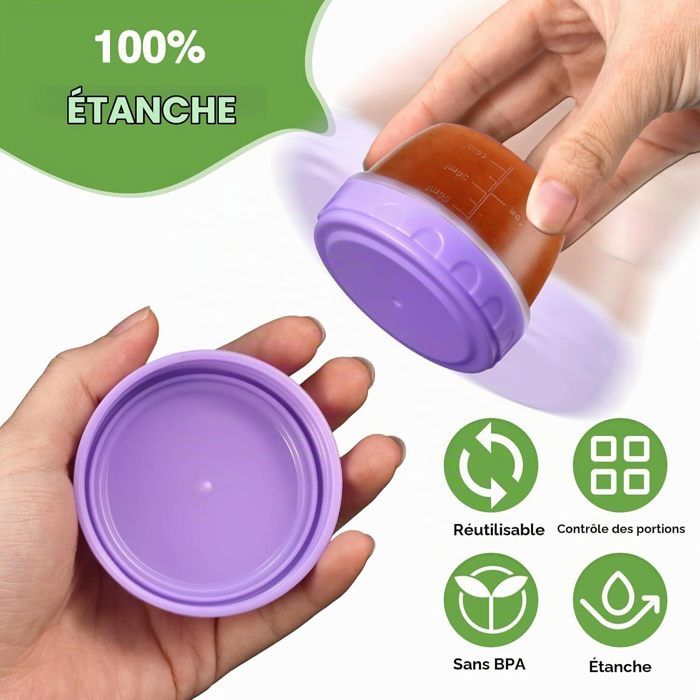 100%
ÉTANCHE
Réutilisable
Contrôle des portions
Sans BPA
Étanche